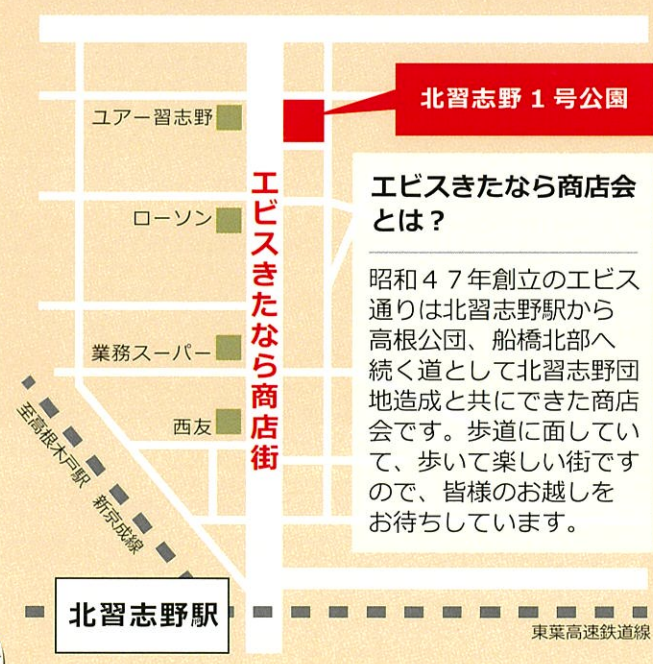 北習志野1号公園
ユアー習志野
ローソン
業務スーパー
西友
エビスきたなら商店街
エビスきたなら商店会
とは？
昭和４７年創立のエビス
通りは北習志野駅から
高根公団、船橋北部へ
続く道として北習志野団
地造成と共にできた商店
会です。歩道に面してい
て、歩いて楽しい街です
ので、皆様のお越しを
お待ちしています。
至高根木戸駅 新京成線
北習志野駅
東葉高速鉄道線